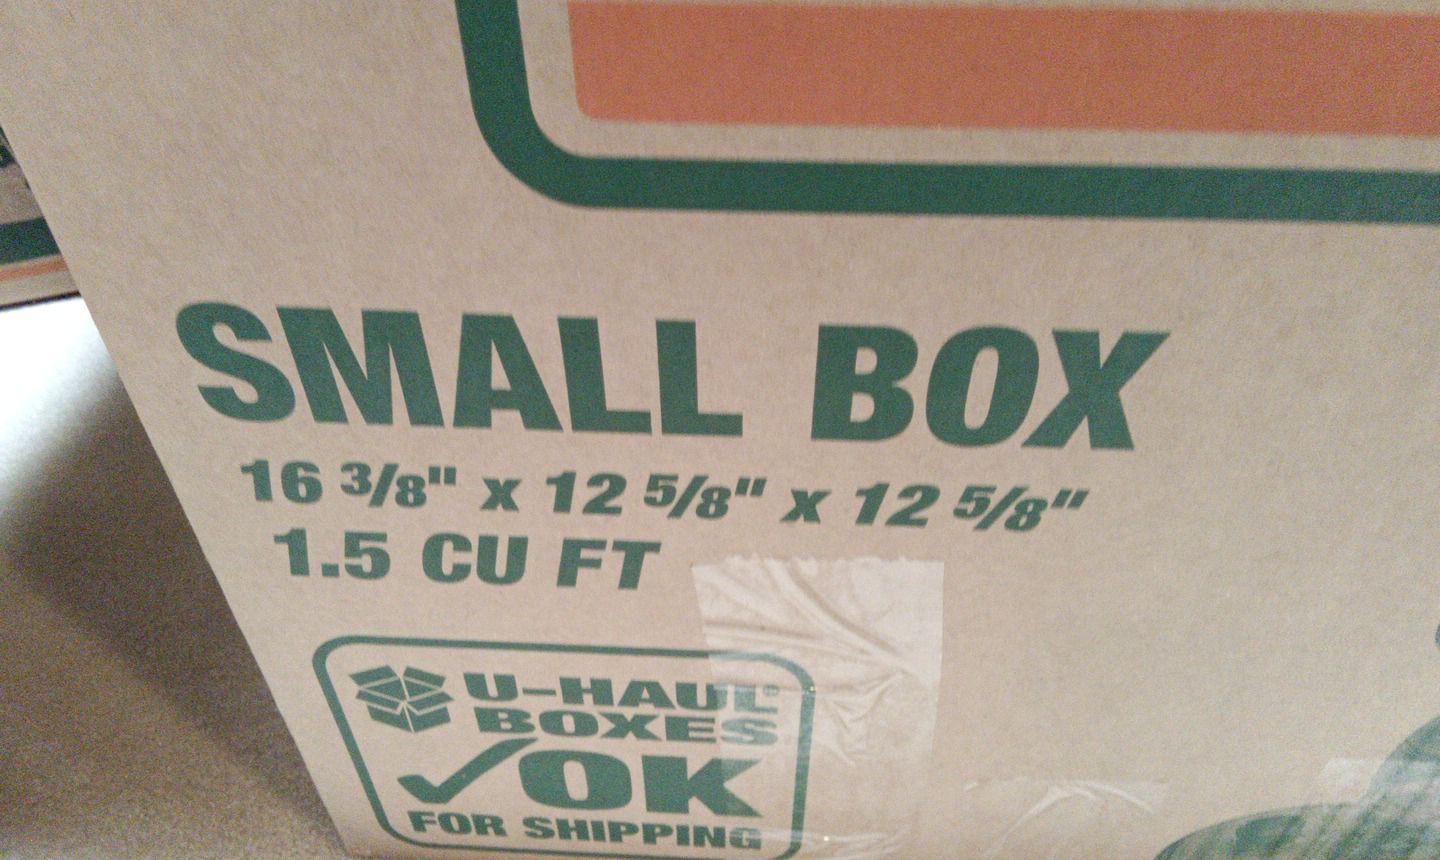 SMALL BOX
16 3/8" x 12 5/8" x 12 5/8"
1.5 CU FT
U-HAUL®
BOXES
✓OK
FOR SHIPPING